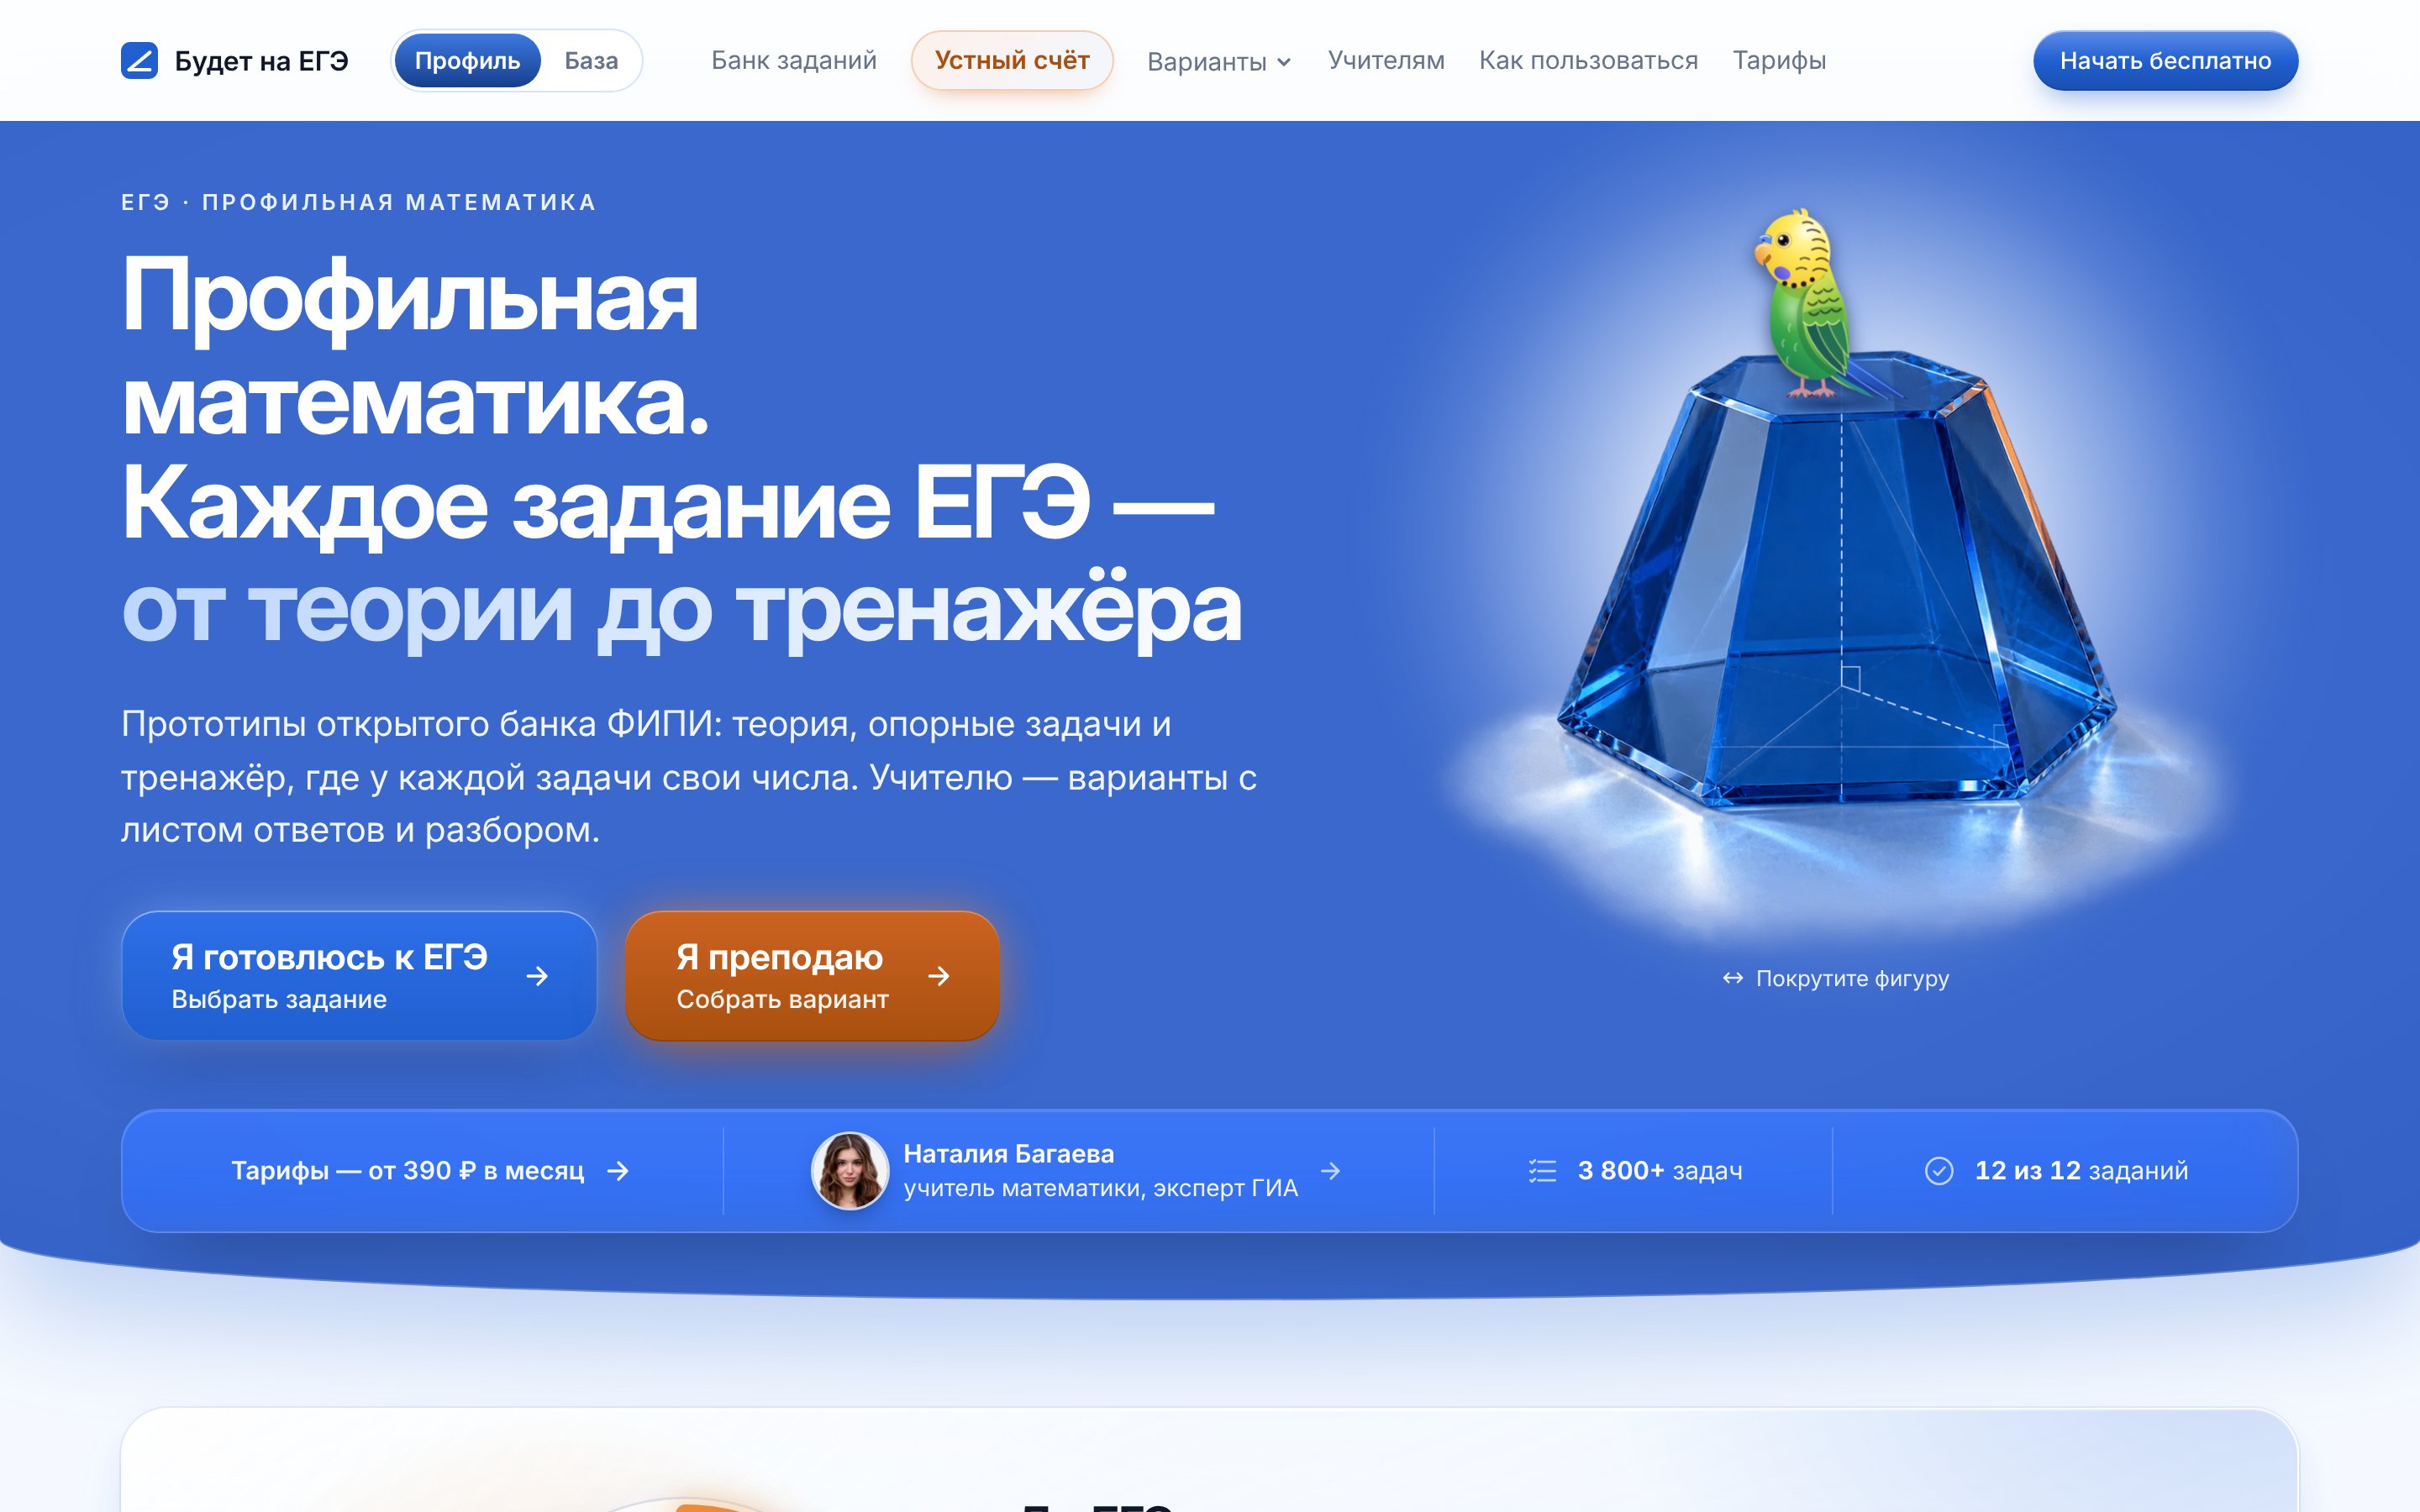 Будет на ЕГЭ
Профиль
База
Банк заданий
Устный счёт
Варианты
Учителям
Как пользоваться
Тарифы
Начать бесплатно
ЕГЭ · ПРОФИЛЬНАЯ МАТЕМАТИКА
Профильная
математика.
Каждое задание ЕГЭ —
от теории до тренажёра
Прототипы открытого банка ФИПИ: теория, опорные задачи и
тренажёр, где у каждой задачи свои числа. Учителю — варианты с
листом ответов и разбором.
Я готовлюсь к ЕГЭ
Выбрать задание
Я преподаю
Собрать вариант
Покрутите фигуру
Тарифы — от 390 ₽ в месяц
Наталия Багаева
учитель математики, эксперт ГИА
3 800+ задач
12 из 12 заданий